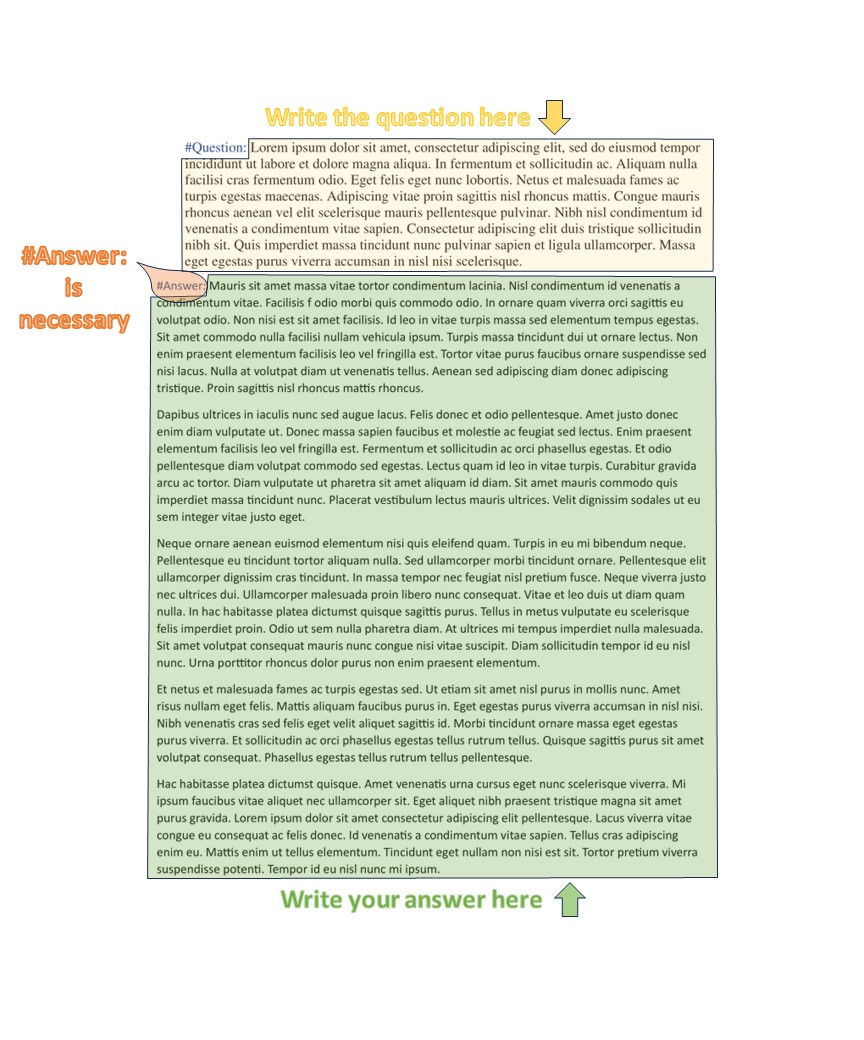 Write the question here
#Question: Lorem ipsum dolor sit amet, consectetur adipiscing elit, sed do eiusmod tempor
incididunt ut labore et dolore magna aliqua. In fermentum et sollicitudin ac. Aliquam nulla
facilisi cras fermentum odio. Eget felis eget nunc lobortis. Netus et malesuada fames ac
turpis egestas maecenas. Adipiscing vitae proin sagittis nisl rhoncus mattis. Congue mauris
rhoncus aenean vel elit scelerisque mauris pellentesque pulvinar. Nibh nisl condimentum id
venenatis a condimentum vitae sapien. Consectetur adipiscing elit duis tristique sollicitudin
nibh sit. Quis imperdiet massa tincidunt nunc pulvinar sapien et ligula ullamcorper. Massa
eget egestas purus viverra accumsan in nisl nisi scelerisque.
#Answer:
is
necessary
#Answer: Mauris sit amet massa vitae tortor condimentum lacinia. Nisl condimentum id venenatis a
condimentum vitae. Facilisis f odio morbi quis commodo odio. In ornare quam viverra orci sagittis eu
volutpat odio. Non nisi est sit amet facilisis. Id leo in vitae turpis massa sed elementum tempus egestas.
Sit amet commodo nulla facilisi nullam vehicula ipsum. Turpis massa tincidunt dui ut ornare lectus. Non
enim praesent elementum facilisis leo vel fringilla est. Tortor vitae purus faucibus ornare suspendisse sed
nisi lacus. Nulla at volutpat diam ut venenatis tellus. Aenean sed adipiscing diam donec adipiscing
tristique. Proin sagittis nisl rhoncus mattis rhoncus.
Dapibus ultrices in iaculis nunc sed augue lacus. Felis donec et odio pellentesque. Amet justo donec
enim diam vulputate ut. Donec massa sapien faucibus et molestie ac feugiat sed lectus. Enim praesent
elementum facilisis leo vel fringilla est. Fermentum et sollicitudin ac orci phasellus egestas. Et odio
pellentesque diam volutpat commodo sed egestas. Lectus quam id leo in vitae turpis. Curabitur gravida
arcu ac tortor. Diam vulputate ut pharetra sit amet aliquam id diam. Sit amet mauris commodo quis
imperdiet massa tincidunt nunc. Placerat vestibulum lectus mauris ultrices. Velit dignissim sodales ut eu
sem integer vitae justo eget.
Neque ornare aenean euismod elementum nisi quis eleifend quam. Turpis in eu mi bibendum neque.
Pellentesque eu tincidunt tortor aliquam nulla. Sed ullamcorper morbi tincidunt ornare. Pellentesque elit
ullamcorper dignissim cras tincidunt. In massa tempor nec feugiat nisl pretium fusce. Neque viverra justo
nec ultrices dui. Ullamcorper malesuada proin libero nunc consequat. Vitae et leo duis ut diam quam
nulla. In hac habitasse platea dictumst quisque sagittis purus. Tellus in metus vulputate eu scelerisque
felis imperdiet proin. Odio ut sem nulla pharetra diam. At ultrices mi tempus imperdiet nulla malesuada.
Sit amet volutpat consequat mauris nunc congue nisi vitae suscipit. Diam sollicitudin tempor id eu nisl
nunc. Urna porttitor rhoncus dolor purus non enim praesent elementum.
Et netus et malesuada fames ac turpis egestas sed. Ut etiam sit amet nisl purus in mollis nunc. Amet
risus nullam eget felis. Mattis aliquam faucibus purus in. Eget egestas purus viverra accumsan in nisl nisi.
Nibh venenatis cras sed felis eget velit aliquet sagittis id. Morbi tincidunt ornare massa eget egestas
purus viverra. Et sollicitudin ac orci phasellus egestas tellus rutrum tellus. Quisque sagittis purus sit amet
volutpat consequat. Phasellus egestas tellus rutrum tellus pellentesque.
Hac habitasse platea dictumst quisque. Amet venenatis urna cursus eget nunc scelerisque viverra. Mi
ipsum faucibus vitae aliquet nec ullamcorper sit. Eget aliquet nibh praesent tristique magna sit amet
purus gravida. Lorem ipsum dolor sit amet consectetur adipiscing elit pellentesque. Lacus viverra vitae
congue eu consequat ac felis donec. Id venenatis a condimentum vitae sapien. Tellus cras adipiscing
enim eu. Mattis enim ut tellus elementum. Tincidunt eget nullam non nisi est sit. Tortor pretium viverra
suspendisse potenti. Tempor id eu nisl nunc mi ipsum.
Write your answer here